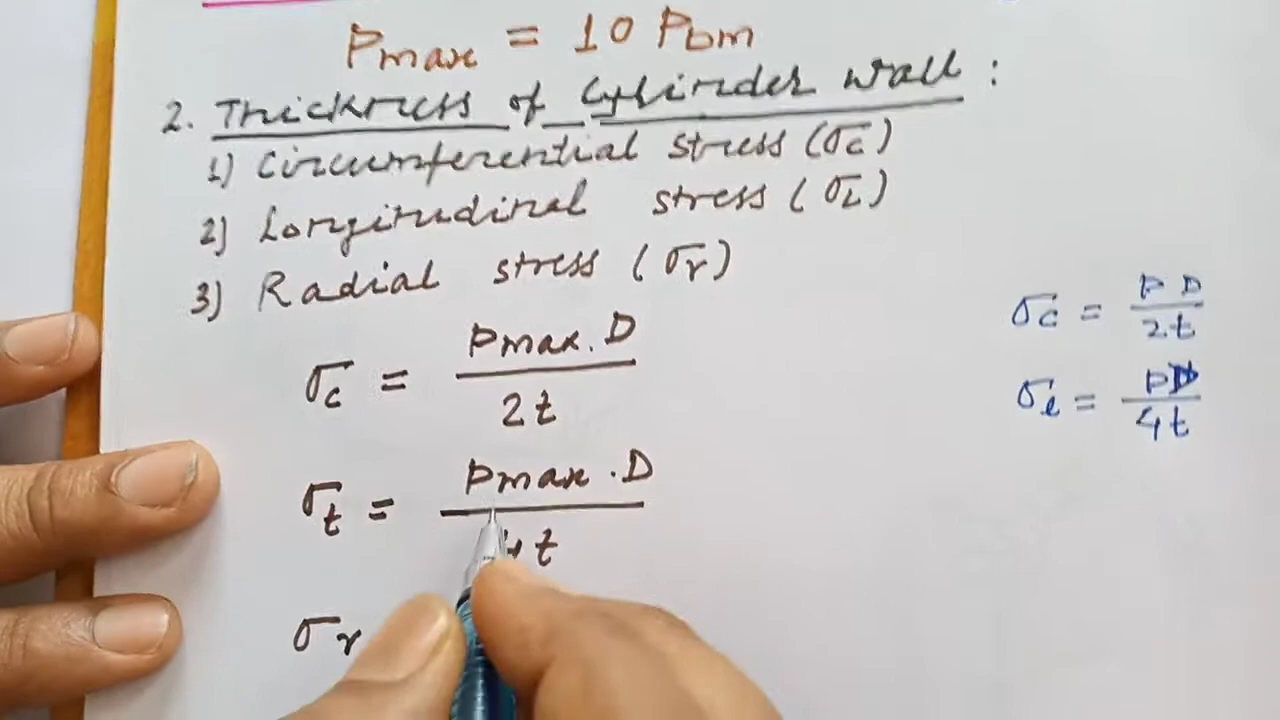 Pmax = 10 Pbm
2. Thickness of Cylinder wall :
1) Circumferential stress (σc)
2) Longitudinal stress (σL)
3) Radial stress (σr)
σc = Pmax. D / 2t
σt = Pmax . D / 4t
σr
σc = PD / 2t
σl = PD / 4t